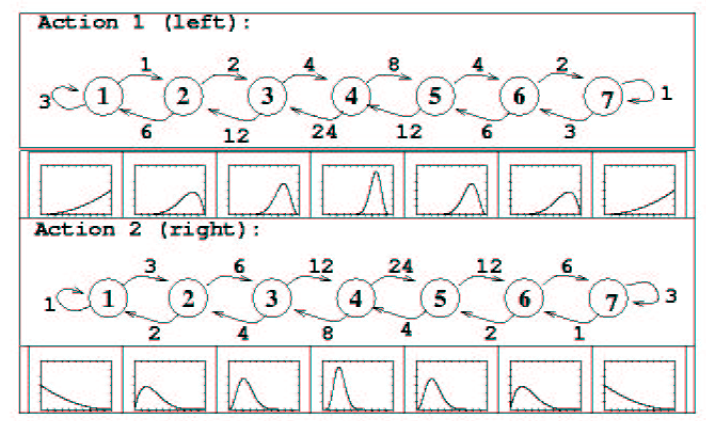 Action 1 (left):
1 2 4 8 4 2
3 1 2 3 4 5 6 7 1
6 12 24 12 6 3
Action 2 (right):
3 6 12 24 12 6
1 1 2 3 4 5 6 7 3
2 4 8 4 2 1